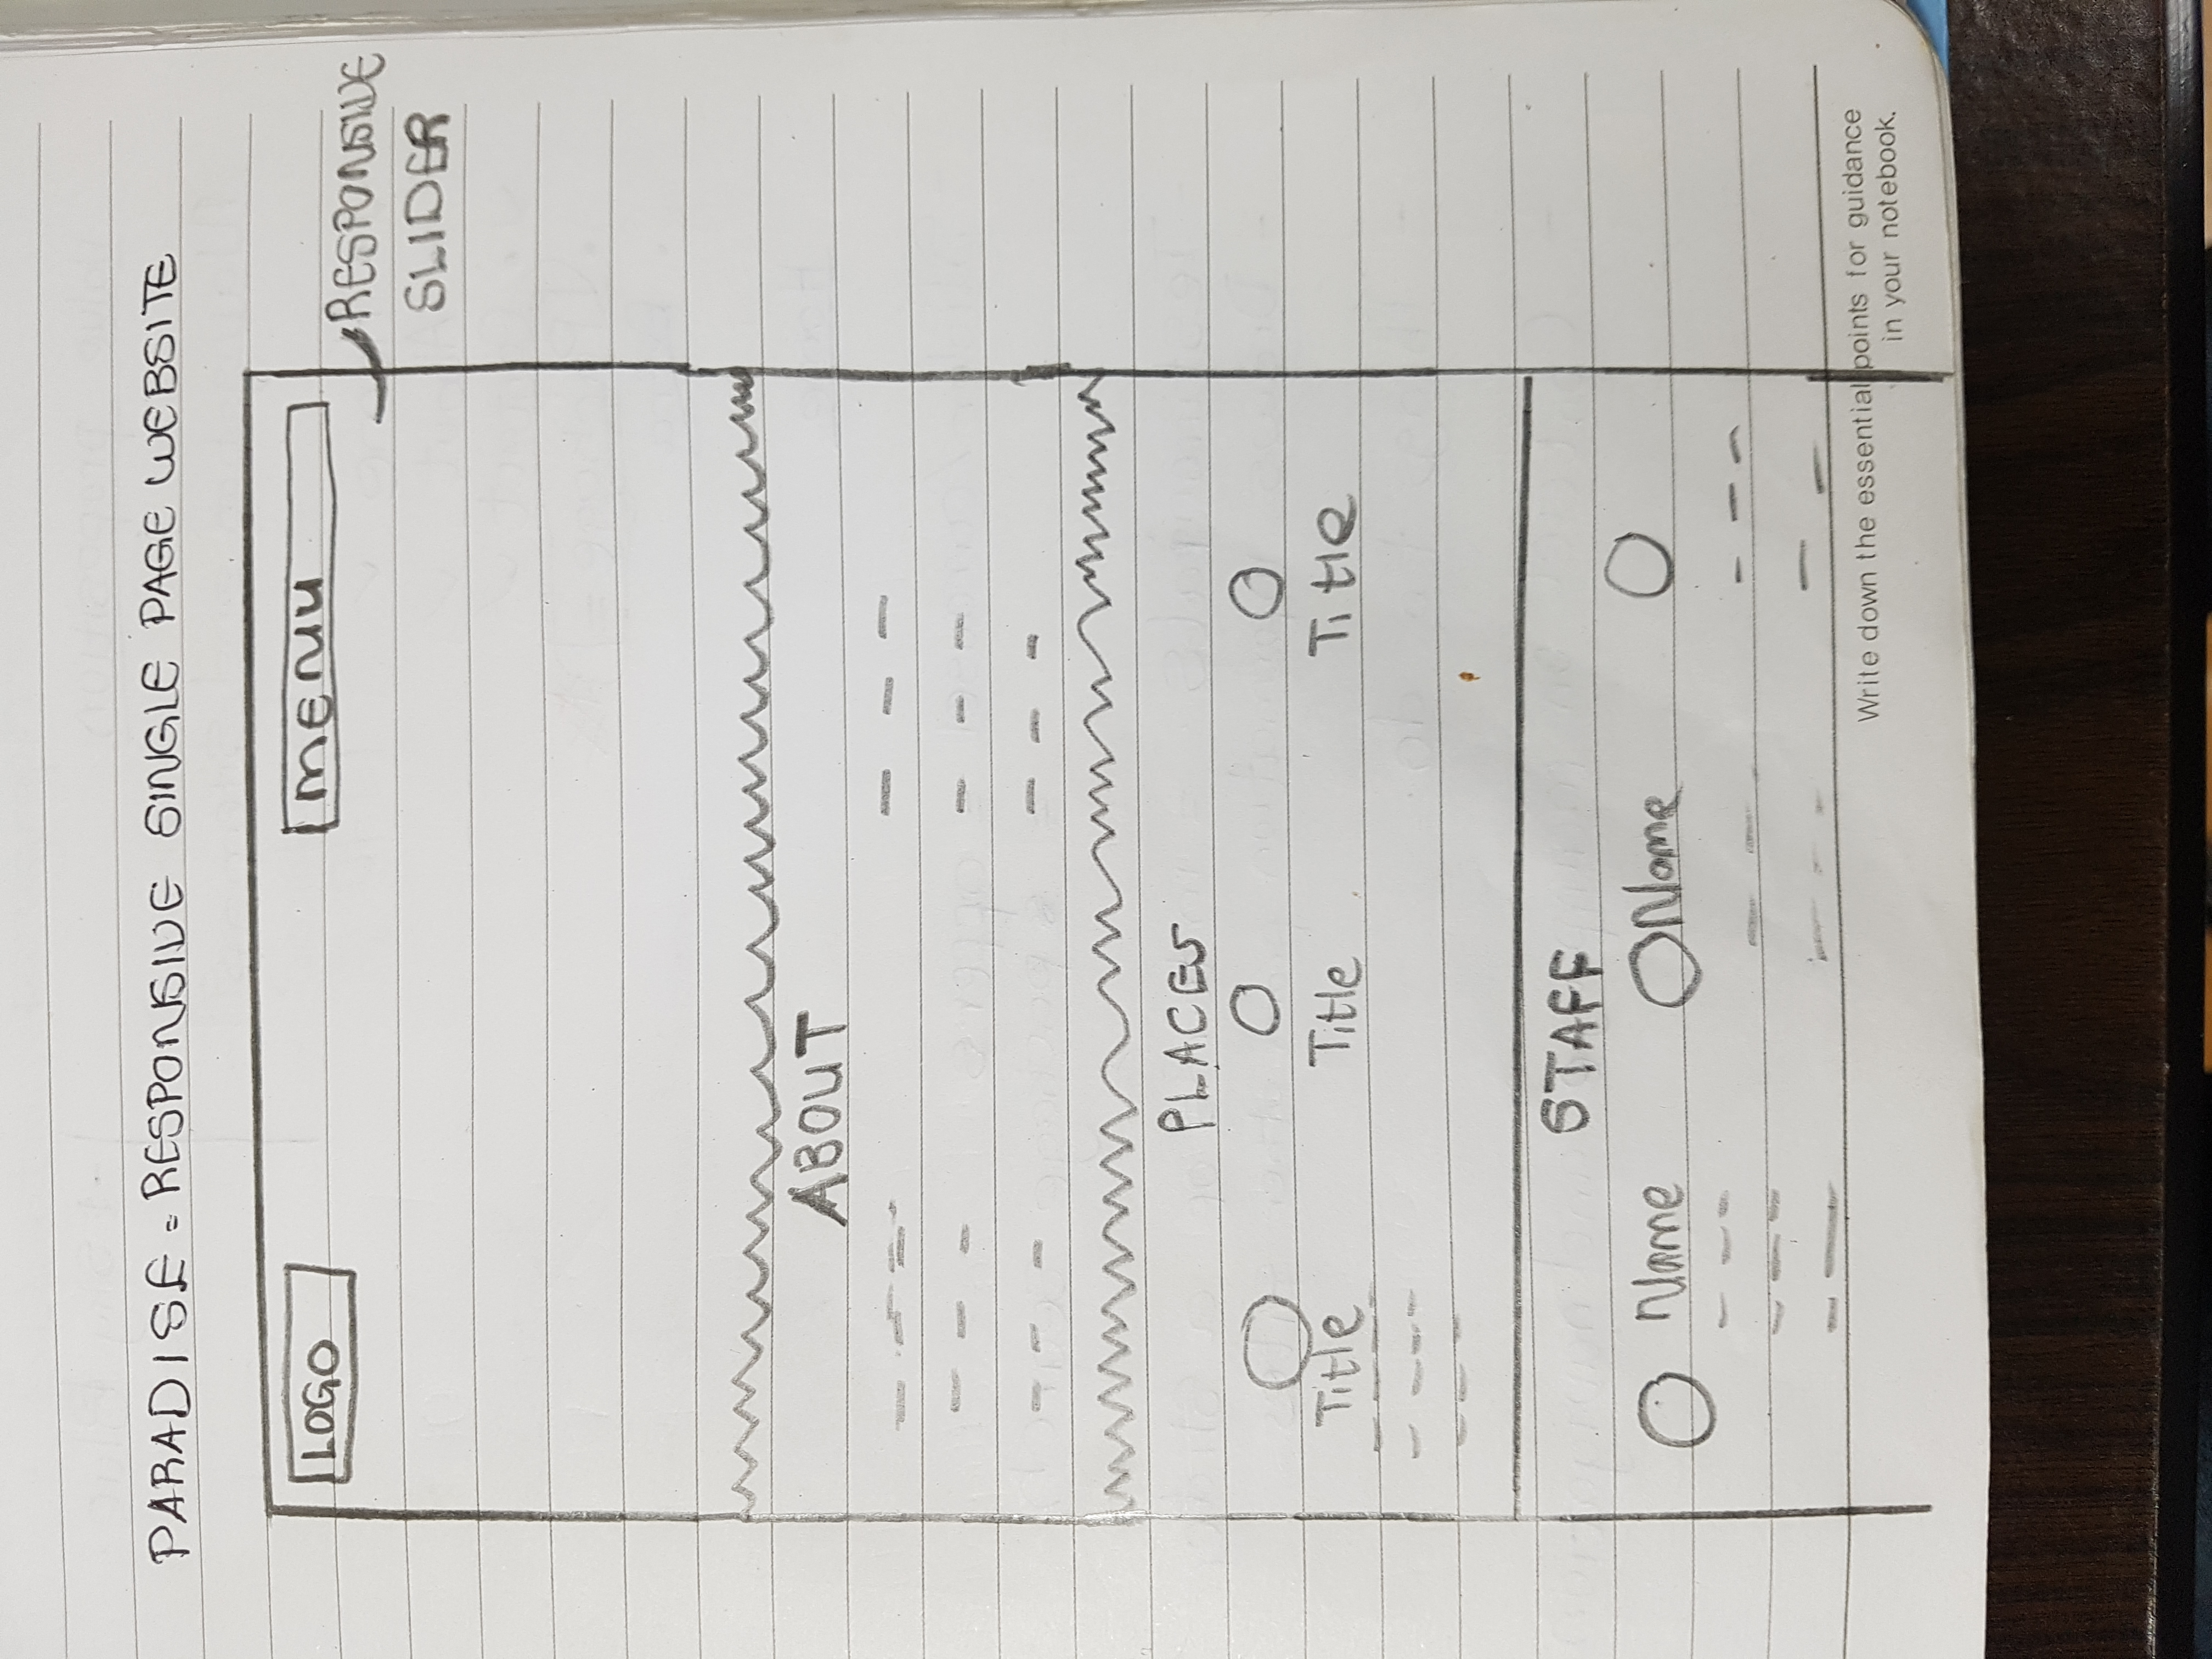 PARADISE = RESPONSIVE SINGLE PAGE WEBSITE
LOGO
MENU
RESPONSIVE
SLIDER
ABOUT
PLACES
Title Title Title
STAFF
Name Name
Write down the essential points for guidance
in your notebook.